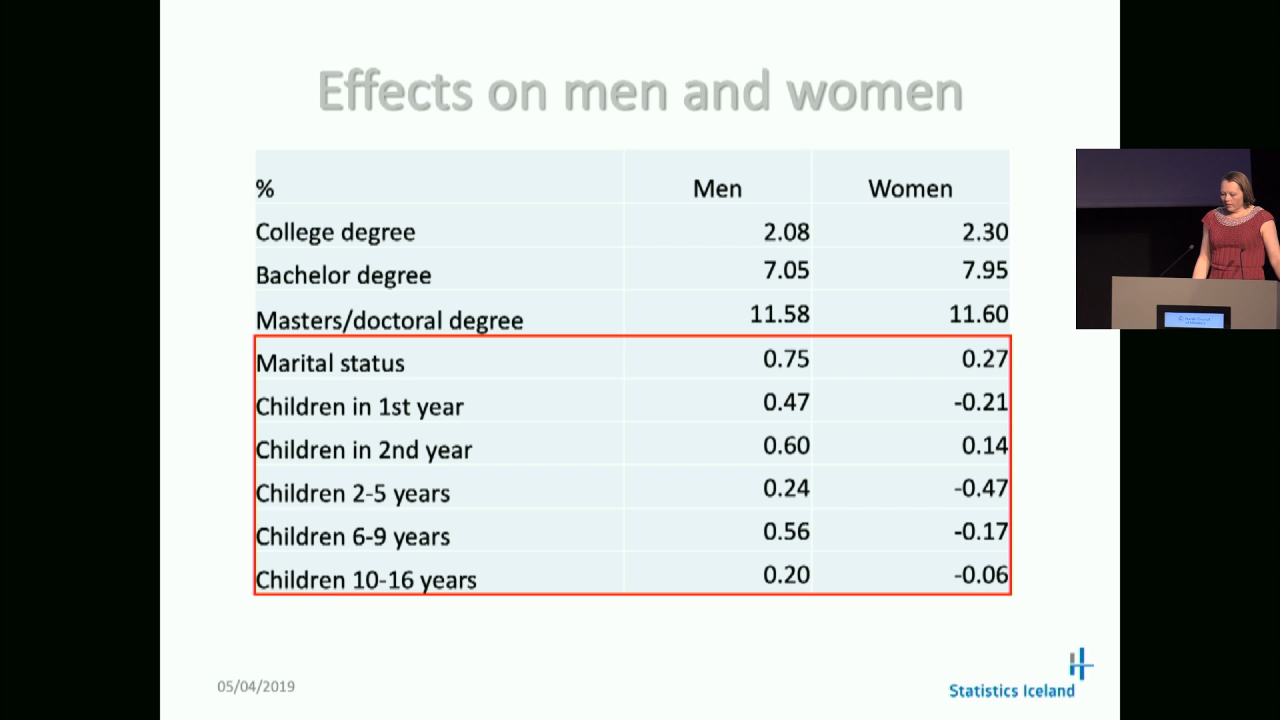 Effects on men and women
% Men Women
College degree 2.08 2.30
Bachelor degree 7.05 7.95
Masters/doctoral degree 11.58 11.60
Marital status 0.75 0.27
Children in 1st year 0.47 -0.21
Children in 2nd year 0.60 0.14
Children 2-5 years 0.24 -0.47
Children 6-9 years 0.56 -0.17
Children 10-16 years 0.20 -0.06
05/04/2019
Statistics Iceland